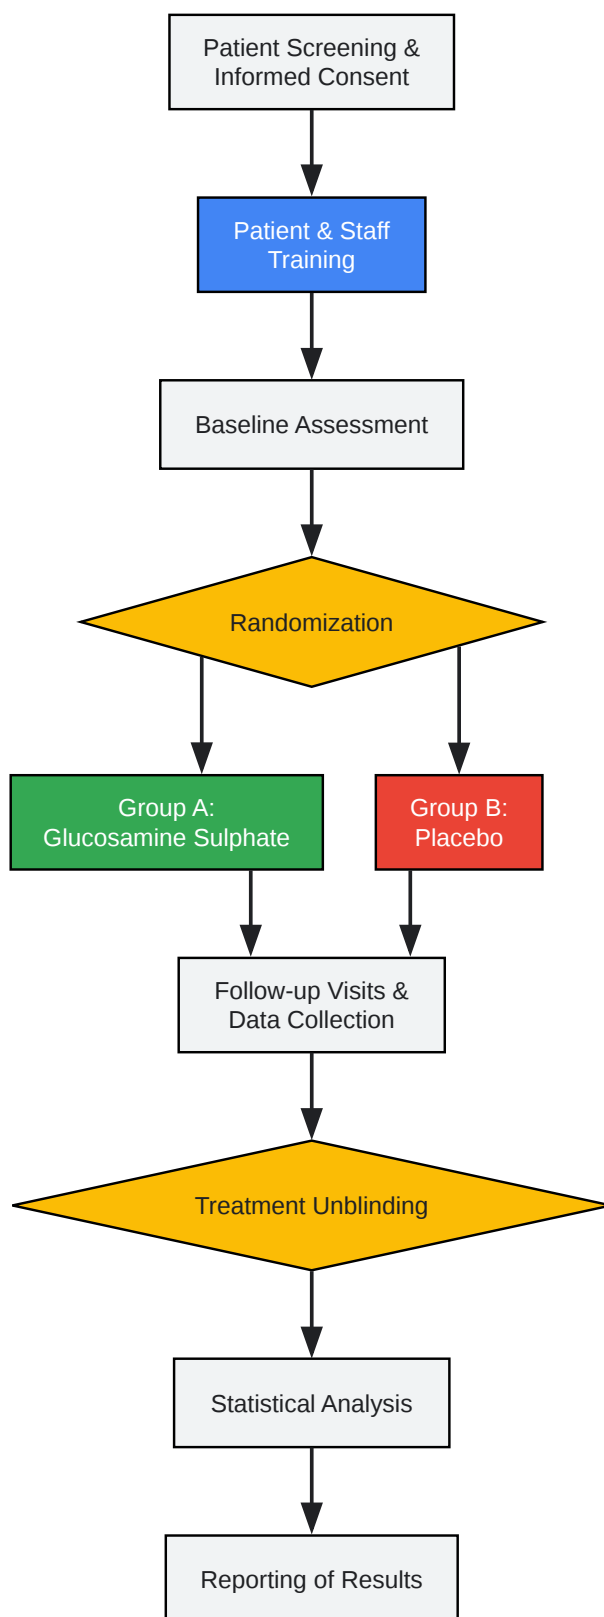 Patient Screening &
Informed Consent
Patient & Staff
Training
Baseline Assessment
Randomization
Group A:
Glucosamine Sulphate
Group B:
Placebo
Follow-up Visits &
Data Collection
Treatment Unblinding
Statistical Analysis
Reporting of Results